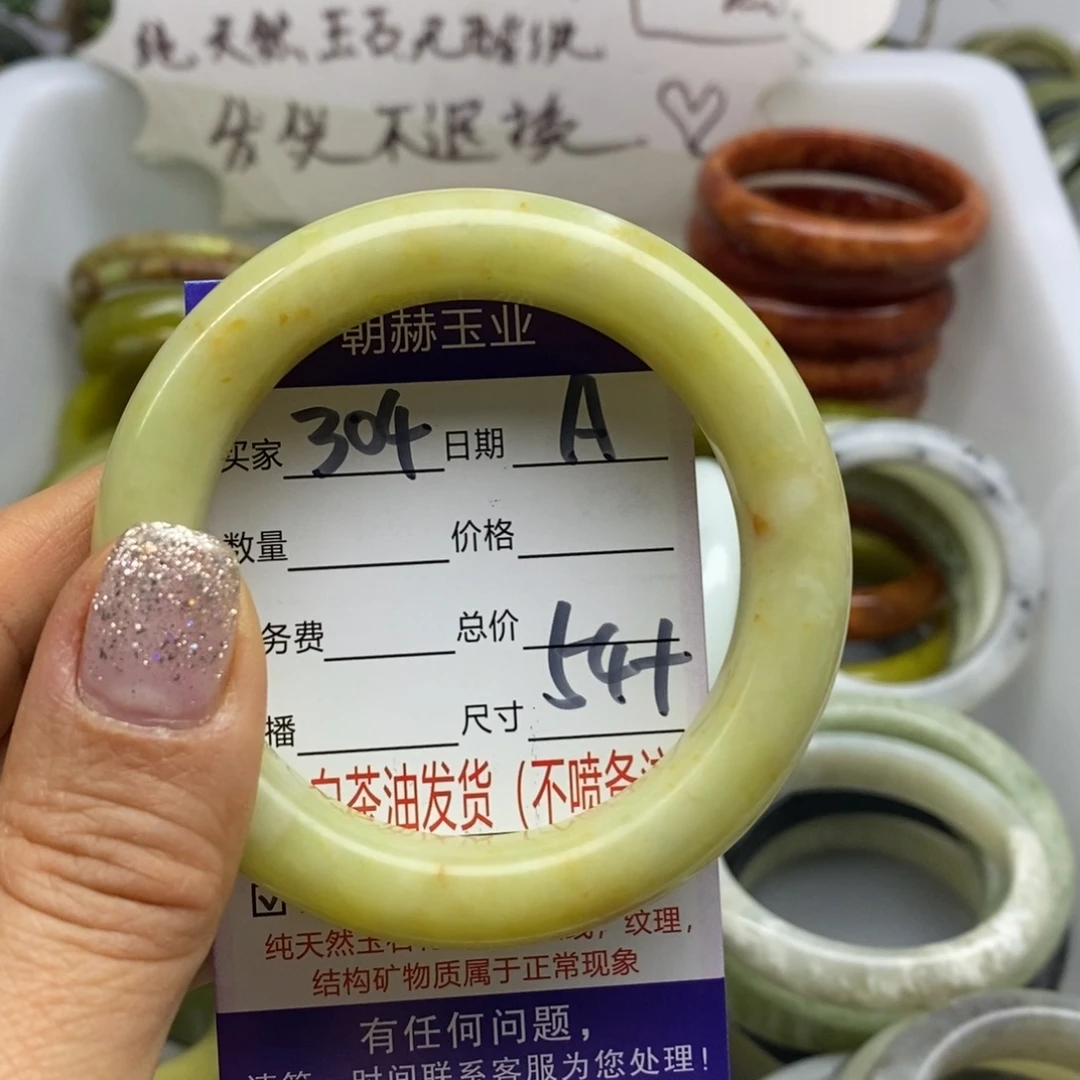 纯天然玉石无酸洗
不退换
朝赫玉业
买家 304 日期 A
数量 价格
务费 总价
54+
播 尺寸
白茶油发货(不喷备注
纯天然玉石 纹理,
结构矿物质属于正常现象
有任何问题,
时间联系客服为您处理!